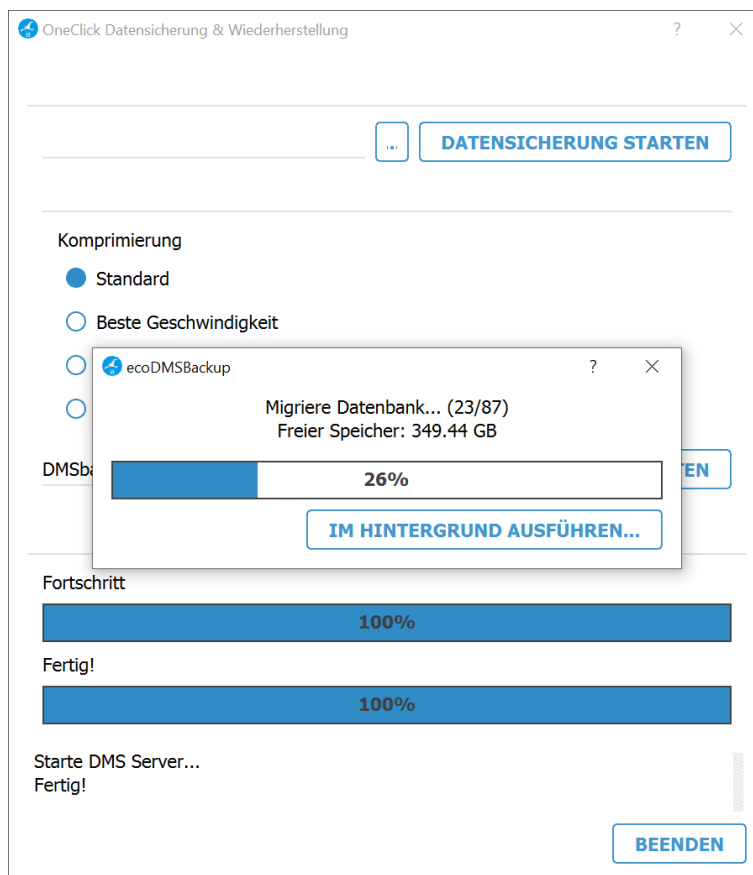 OneClick Datensicherung & Wiederherstellung
...
DATENSICHERUNG STARTEN
Komprimierung
Standard
Beste Geschwindigkeit
ecoDMSBackup
Migriere Datenbank... (23/87)
Freier Speicher: 349.44 GB
26%
IM HINTERGRUND AUSFÜHREN...
Fortschritt
100%
Fertig!
100%
Starte DMS Server...
Fertig!
BEENDEN